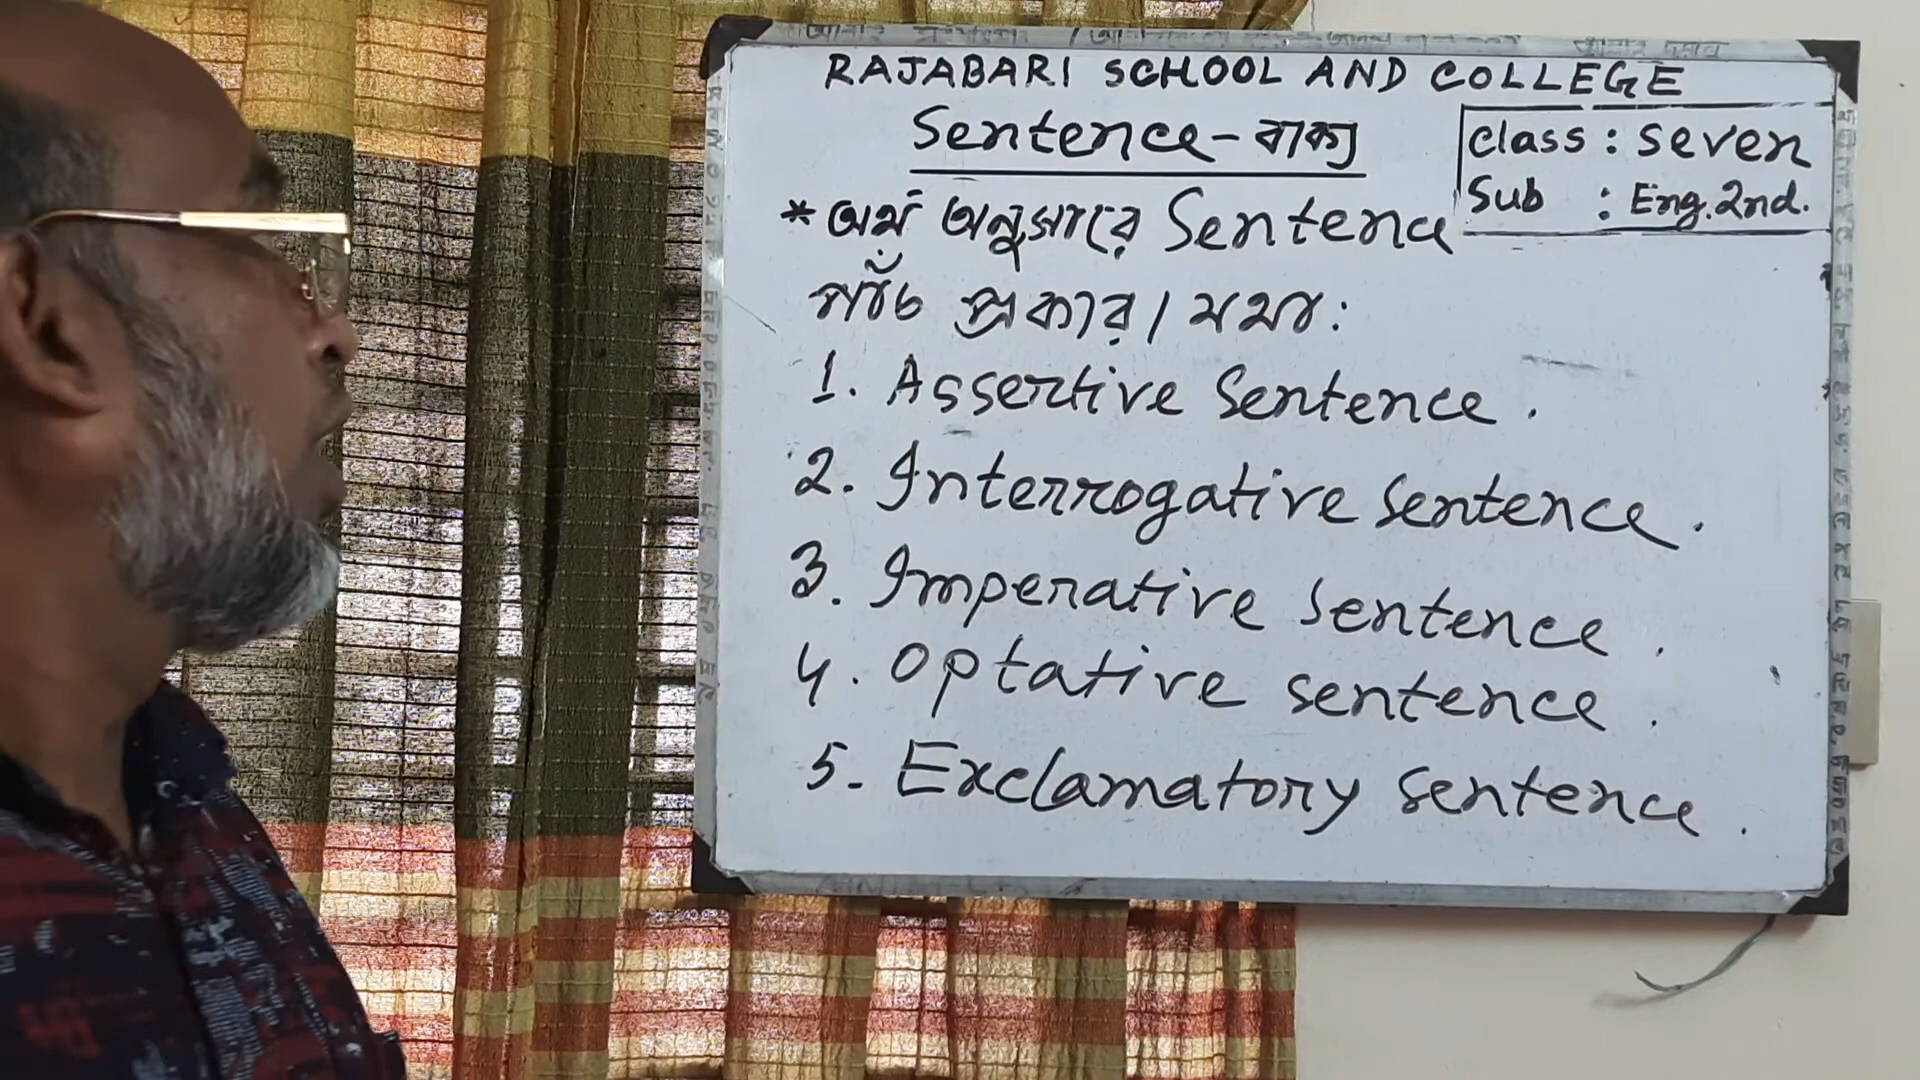 RAJABARI SCHOOL AND COLLEGE
Sentence - বাক্য
class : seven
Sub : Eng. 2nd.
* অর্থ অনুসারে Sentence
পাঁচ প্রকার। যথা:
1. Assertive Sentence.
2. Interrogative Sentence.
3. Imperative Sentence.
4. Optative sentence.
5. Exclamatory sentence.